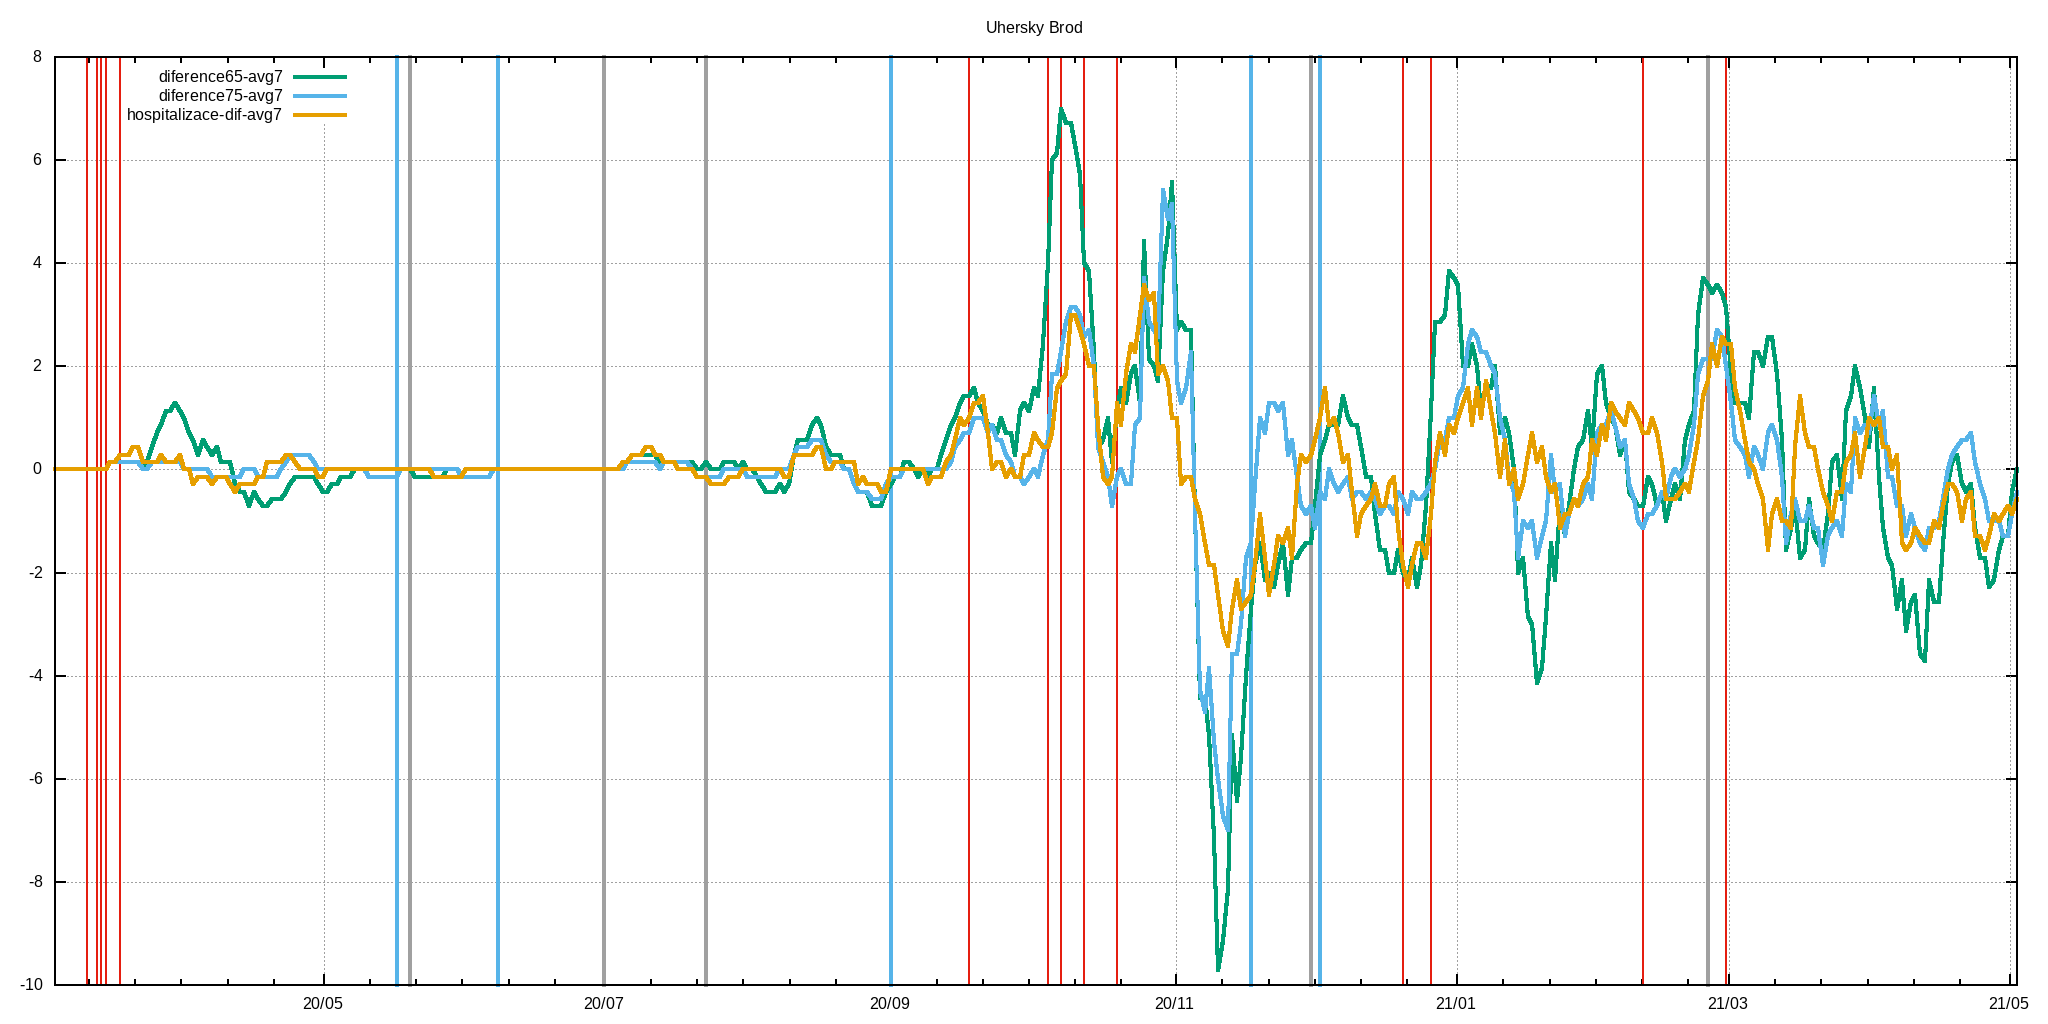 Uhersky Brod
8
diference65-avg7
diference75-avg7
hospitalizace-dif-avg7
6
4
2
0
-2
-4
-6
-8
-10
20/05 20/07 20/09 20/11 21/01 21/03 21/05